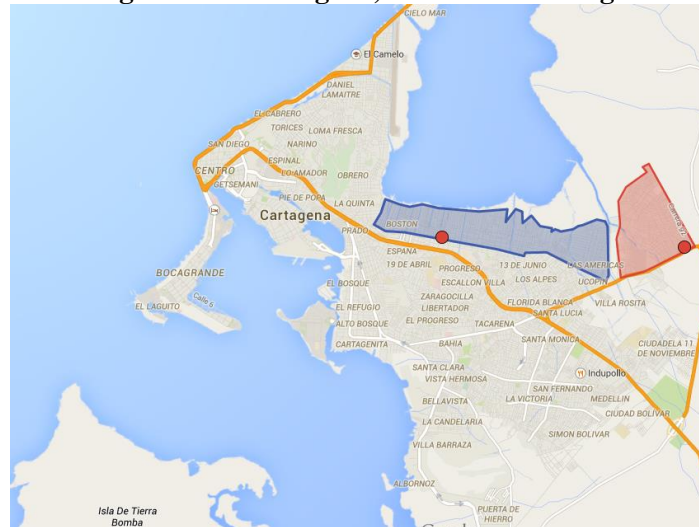 CIELO MAR
El Camelo
DANIEL
LAMAITRE
EL CABRERO
TORICES
LOMA FRESCA
SAN DIEGO
NARINO
ESPINAL
CENTRO
LO AMADOR
OBRERO
GETSEMANI
PIE DE POPA
LA QUINTA
Cartagena
PRADO
BOSTON
ESPAÑA
19 DE ABRIL
PROGRESO
13 DE JUNIO
LAS AMERICAS
Carrera 91
BOCAGRANDE
EL BOSQUE
ESCALLON VILLA
LOS ALPES
UCOPIN
ZARAGOCILLA
FLORIDA BLANCA
VILLA ROSITA
EL LAGUITO
Calle 6
EL REFUGIO
LIBERTADOR
SANTA LUCIA
ALTO BOSQUE
EL PROGRESO
TACARENA
CARTAGENITA
BAHIA
SANTA MONICA
CIUDADELA 11
DE NOVIEMBRE
SANTA CLARA
VISTA HERMOSA
Indupollo
SAN FERNANDO
BELLAVISTA
LA VICTORIA
MEDELLIN
CIUDAD BOLIVAR
LA CANDELARIA
SIMON BOLIVAR
VILLA BARRAZA
ALBORNOZ
PUERTA DE
HIERRO
Isla De Tierra
Bomba